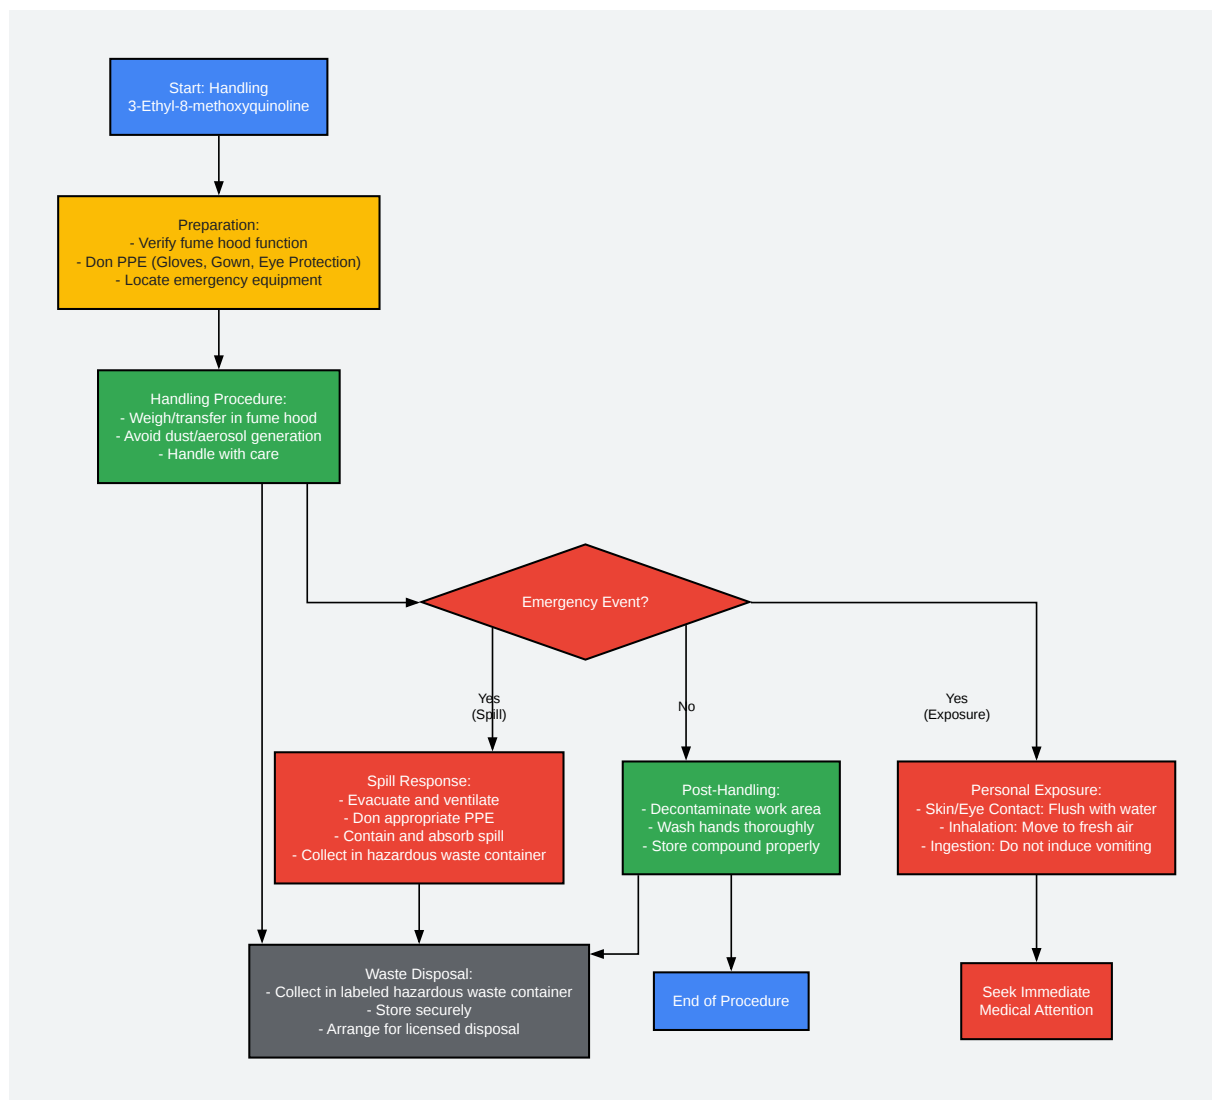 Start: Handling
3-Ethyl-8-methoxyquinoline
Preparation:
- Verify fume hood function
- Don PPE (Gloves, Gown, Eye Protection)
- Locate emergency equipment
Handling Procedure:
- Weigh/transfer in fume hood
- Avoid dust/aerosol generation
- Handle with care
Emergency Event?
Yes
(Spill)
No
Yes
(Exposure)
Spill Response:
- Evacuate and ventilate
- Don appropriate PPE
- Contain and absorb spill
- Collect in hazardous waste container
Post-Handling:
- Decontaminate work area
- Wash hands thoroughly
- Store compound properly
Personal Exposure:
- Skin/Eye Contact: Flush with water
- Inhalation: Move to fresh air
- Ingestion: Do not induce vomiting
Waste Disposal:
- Collect in labeled hazardous waste container
- Store securely
- Arrange for licensed disposal
End of Procedure
Seek Immediate
Medical Attention